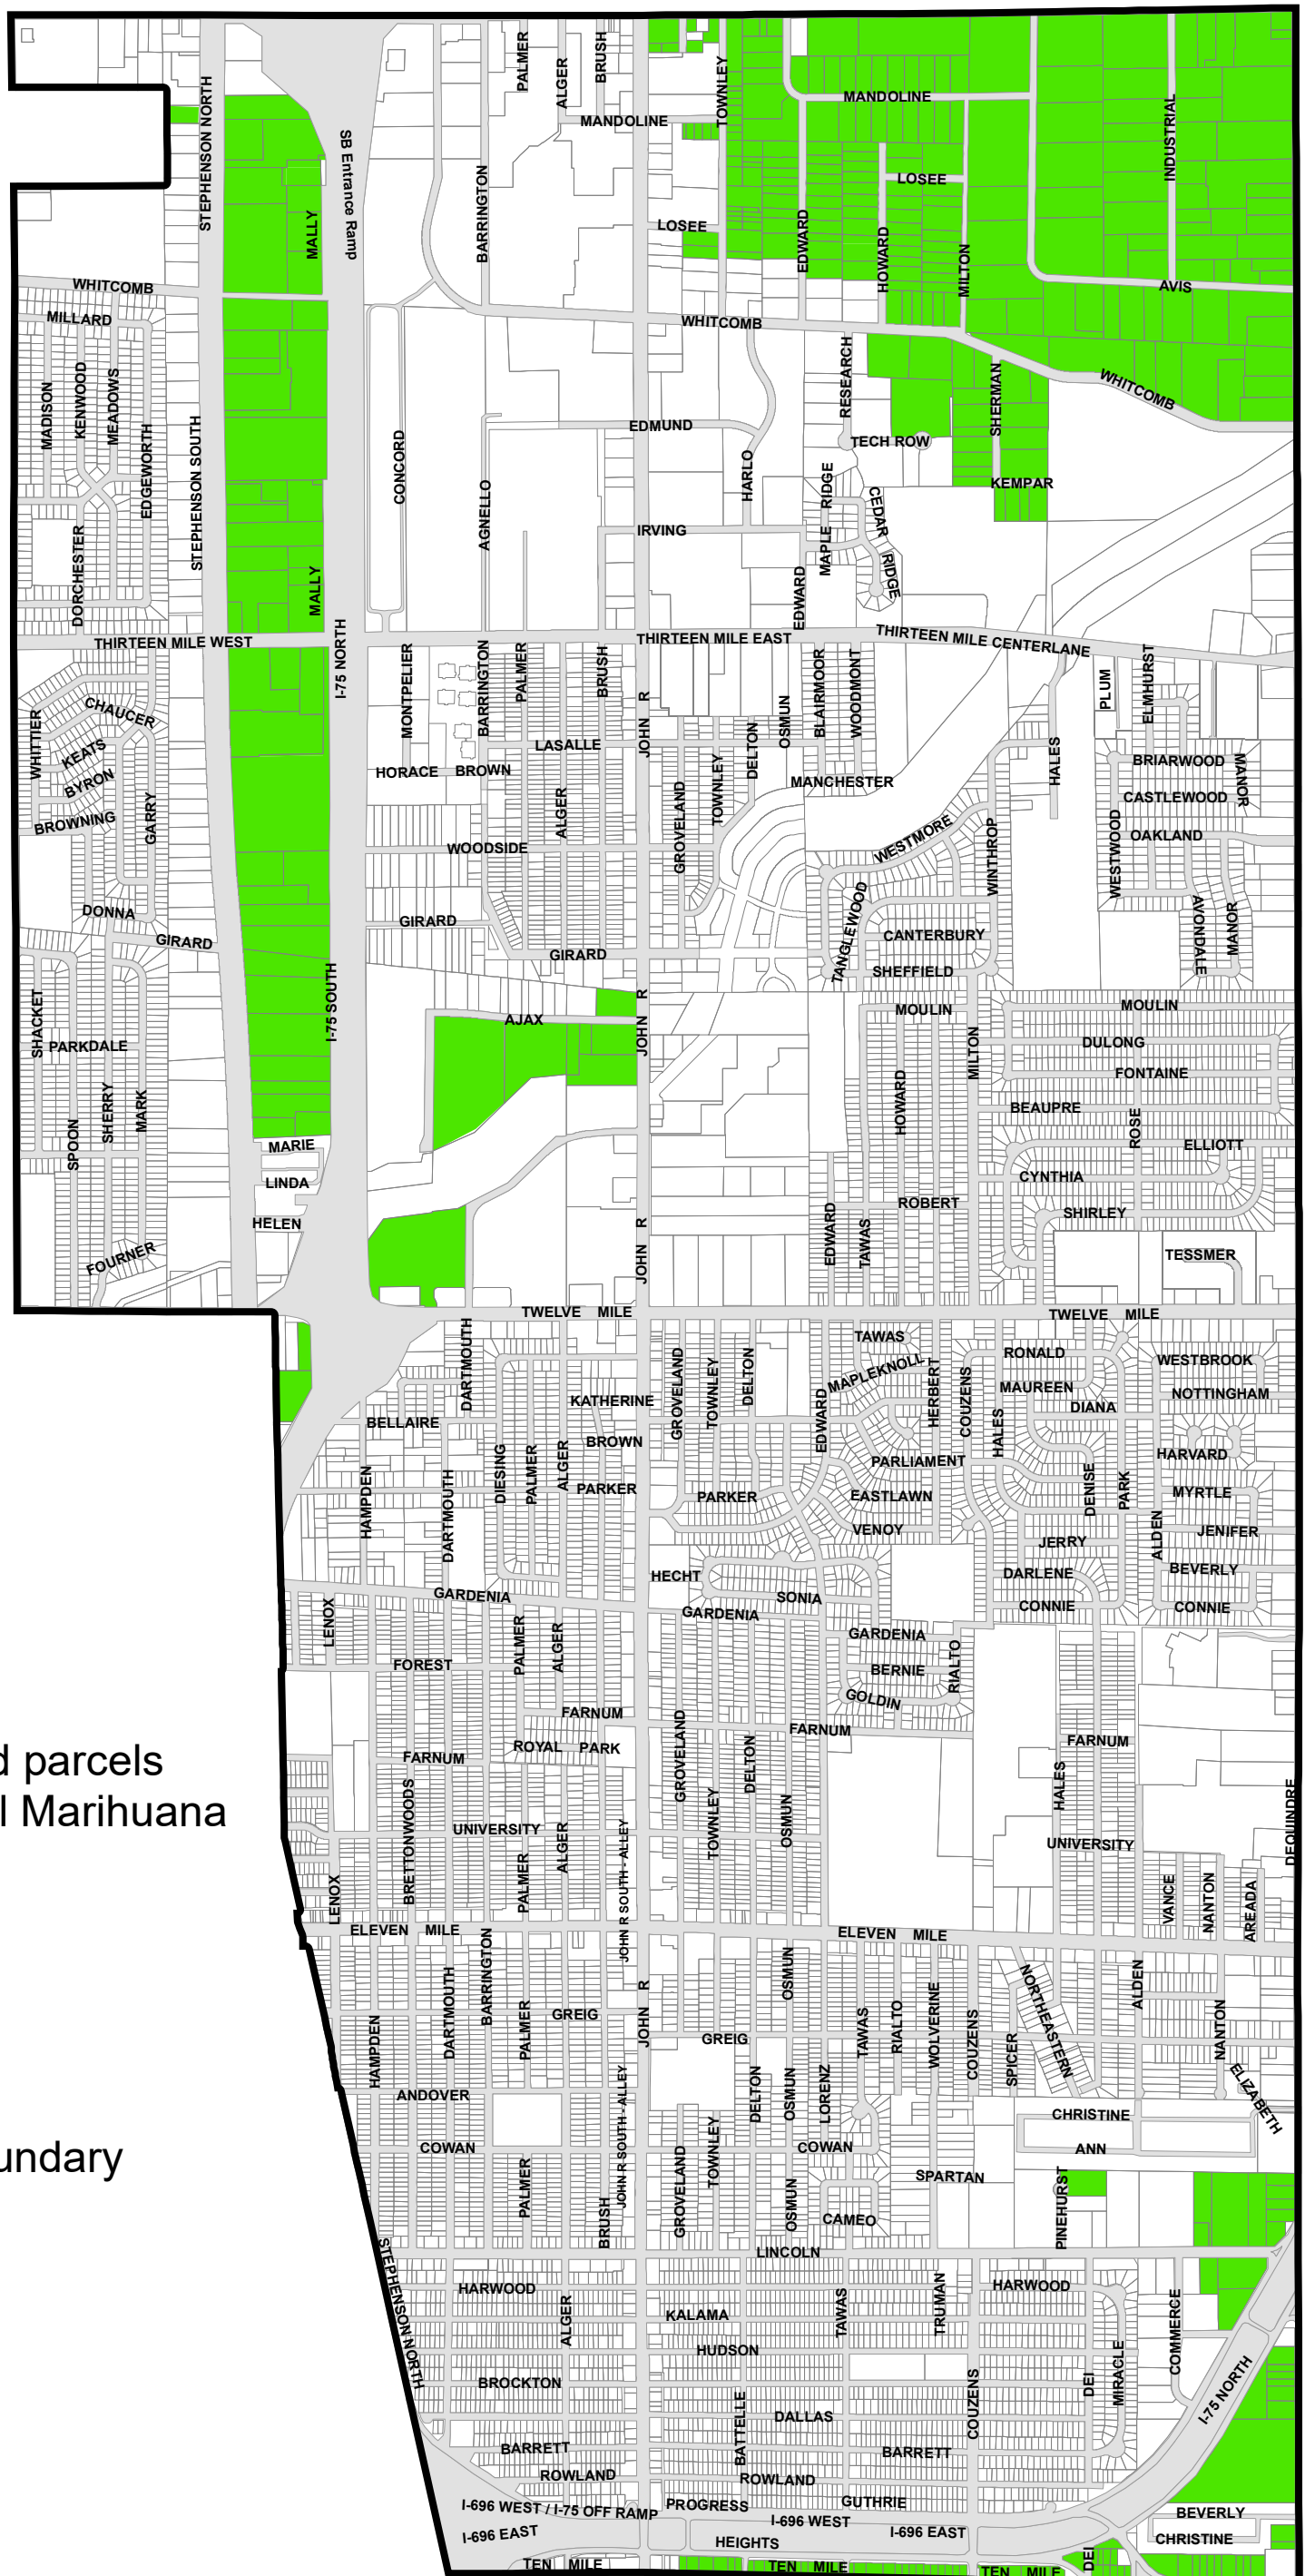 PALMER
ALGER
BRUSH
TOWNLEY
MANDOLINE
MANDOLINE
INDUSTRIAL
STEPHENSON NORTH
SB Entrance Ramp
MALLY
BARRINGTON
LOSEE
LOSEE
EDWARD
HOWARD
MILTON
AVIS
WHITCOMB
MILLARD
WHITCOMB
RESEARCH
SHERMAN
WHITCOMB
MADISON
KENWOOD
MEADOWS
EDGEWORTH
STEPHENSON SOUTH
CONCORD
AGNELLO
EDMUND
HARLO
TECH ROW
KEMPAR
MAPLE RIDGE
CEDAR RIDGE
IRVING
EDWARD
DORCHESTER
MALLY
THIRTEEN MILE WEST
I-75 NORTH
THIRTEEN MILE EAST
THIRTEEN MILE CENTERLANE
MONTPELIER
BARRINGTON
PALMER
BRUSH
JOHN R
OSMUN
BLAIRMOOR
WOODMONT
PLUM
ELMHURST
WHITTIER
CHAUCER
KEATS
BYRON
BROWNING
GARRY
LASALLE
HORACE BROWN
ALGER
DELTON
TOWNLEY
GROVELAND
MANCHESTER
HALES
BRIARWOOD
CASTLEWOOD
MANOR
OAKLAND
WOODSIDE
WESTMORE
WINTHROP
WESTWOOD
DONNA
GIRARD
GIRARD
GIRARD
TANGLEWOOD
CANTERBURY
SHEFFIELD
AVONDALE
MANOR
I-75 SOUTH
SHACKET
PARKDALE
SPOON
SHERRY
MARK
AJAX
JOHN R
MOULIN
MOULIN
MILTON
DULONG
FONTAINE
HOWARD
BEAUPRE
ROSE
ELLIOTT
MARIE
LINDA
HELEN
FOURNER
CYNTHIA
ROBERT
SHIRLEY
EDWARD
TAWAS
JOHN R
TESSMER
TWELVE MILE
TWELVE MILE
DARTMOUTH
TAWAS
MAPLEKNOLL
RONALD
WESTBROOK
MAUREEN
NOTTINGHAM
DIANA
BELLAIRE
KATHERINE
GROVELAND
TOWNLEY
DELTON
EDWARD
HERBERT
COUZENS
HALES
BROWN
PARLIAMENT
HARVARD
HAMPDEN
DARTMOUTH
DIESING
PALMER
ALGER
PARKER
PARKER
EASTLAWN
DENISE
PARK
MYRTLE
VENOY
ALDEN
JENIFER
JERRY
HECHT
DARLENE
BEVERLY
GARDENIA
SONIA
CONNIE
CONNIE
LENOX
GARDENIA
GARDENIA
PALMER
ALGER
FOREST
BERNIE
RIALTO
GOLDIN
FARNUM
FARNUM
FARNUM
ROYAL PARK
FARNUM
d parcels
l Marihuana
GROVELAND
DELTON
HALES
DEQUINDRE
BRETTONWOODS
UNIVERSITY
ALGER
TOWNLEY
OSMUN
UNIVERSITY
LENOX
PALMER
JOHN R SOUTH - ALLEY
VANCE
NANTON
AREADA
ELEVEN MILE
ELEVEN MILE
BARRINGTON
OSMUN
NORTHEASTERN
ALDEN
DARTMOUTH
GREIG
JOHN R
GREIG
TAWAS
RIALTO
WOLVERINE
COUZENS
SPICER
NANTON
HAMPDEN
PALMER
ANDOVER
DELTON
OSMUN
LORENZ
ELIZABETH
CHRISTINE
ANN
COWAN
JOHN R SOUTH - ALLEY
TOWNLEY
COWAN
undary
PALMER
BRUSH
GROVELAND
OSMUN
SPARTAN
PINEHURST
CAMEO
LINCOLN
STEPHENSON NORTH
HARWOOD
HARWOOD
ALGER
KALAMA
TAWAS
TRUMAN
COMMERCE
HUDSON
BROCKTON
DEI
MIRACLE
I-75 NORTH
DALLAS
COUZENS
BATTELLE
BARRETT
BARRETT
ROWLAND
ROWLAND
I-696 WEST / I-75 OFF RAMP
PROGRESS
GUTHRIE
I-696 WEST
BEVERLY
I-696 EAST
HEIGHTS
I-696 EAST
CHRISTINE
TEN MILE
TEN MILE
TEN MILE
DEI